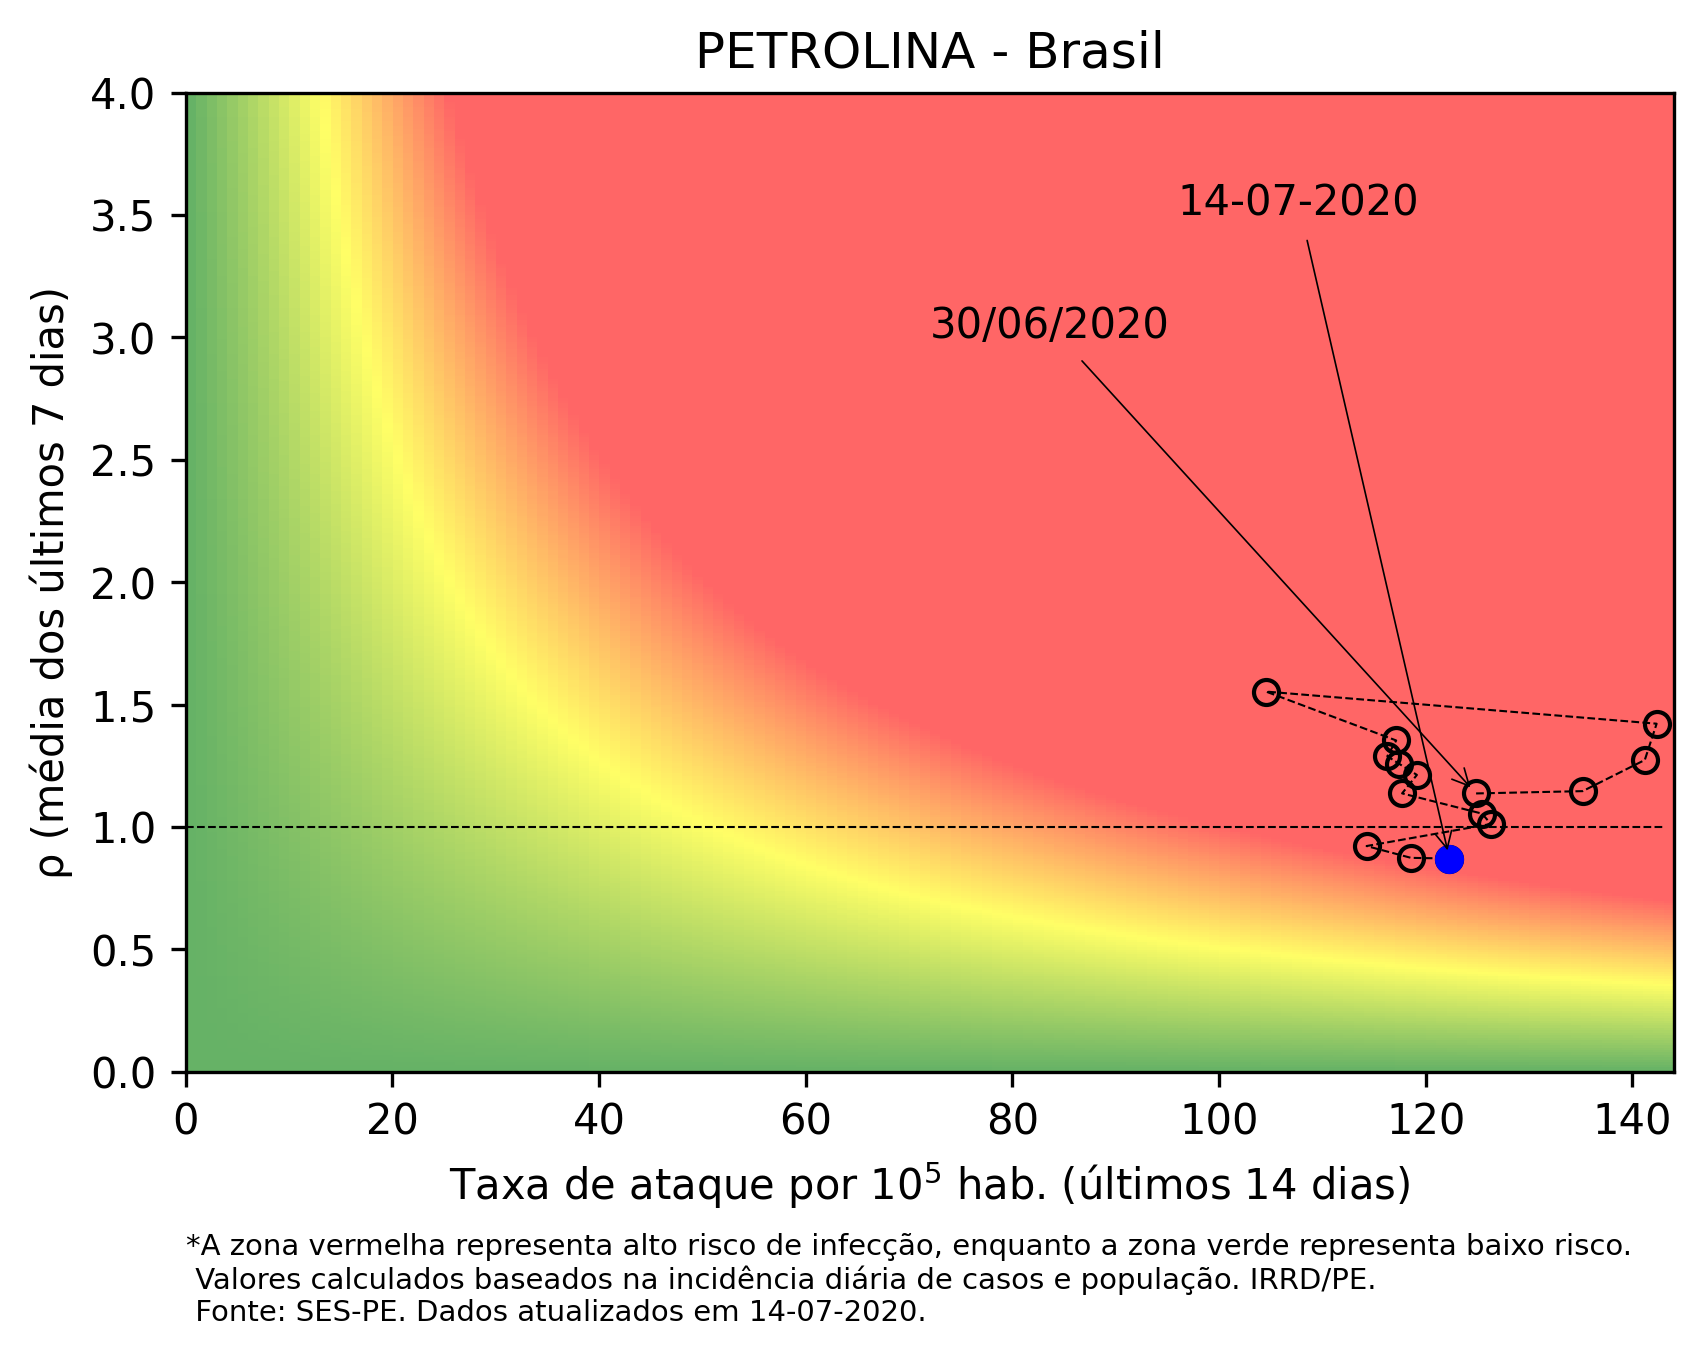 PETROLINA - Brasil
4.0
3.5
3.0
2.5
2.0
1.5
1.0
0.5
0.0
ρ (média dos últimos 7 dias)
14-07-2020
30/06/2020
0 20 40 60 80 100 120 140
Taxa de ataque por 10⁵ hab. (últimos 14 dias)
*A zona vermelha representa alto risco de infecção, enquanto a zona verde representa baixo risco.
Valores calculados baseados na incidência diária de casos e população. IRRD/PE.
Fonte: SES-PE. Dados atualizados em 14-07-2020.